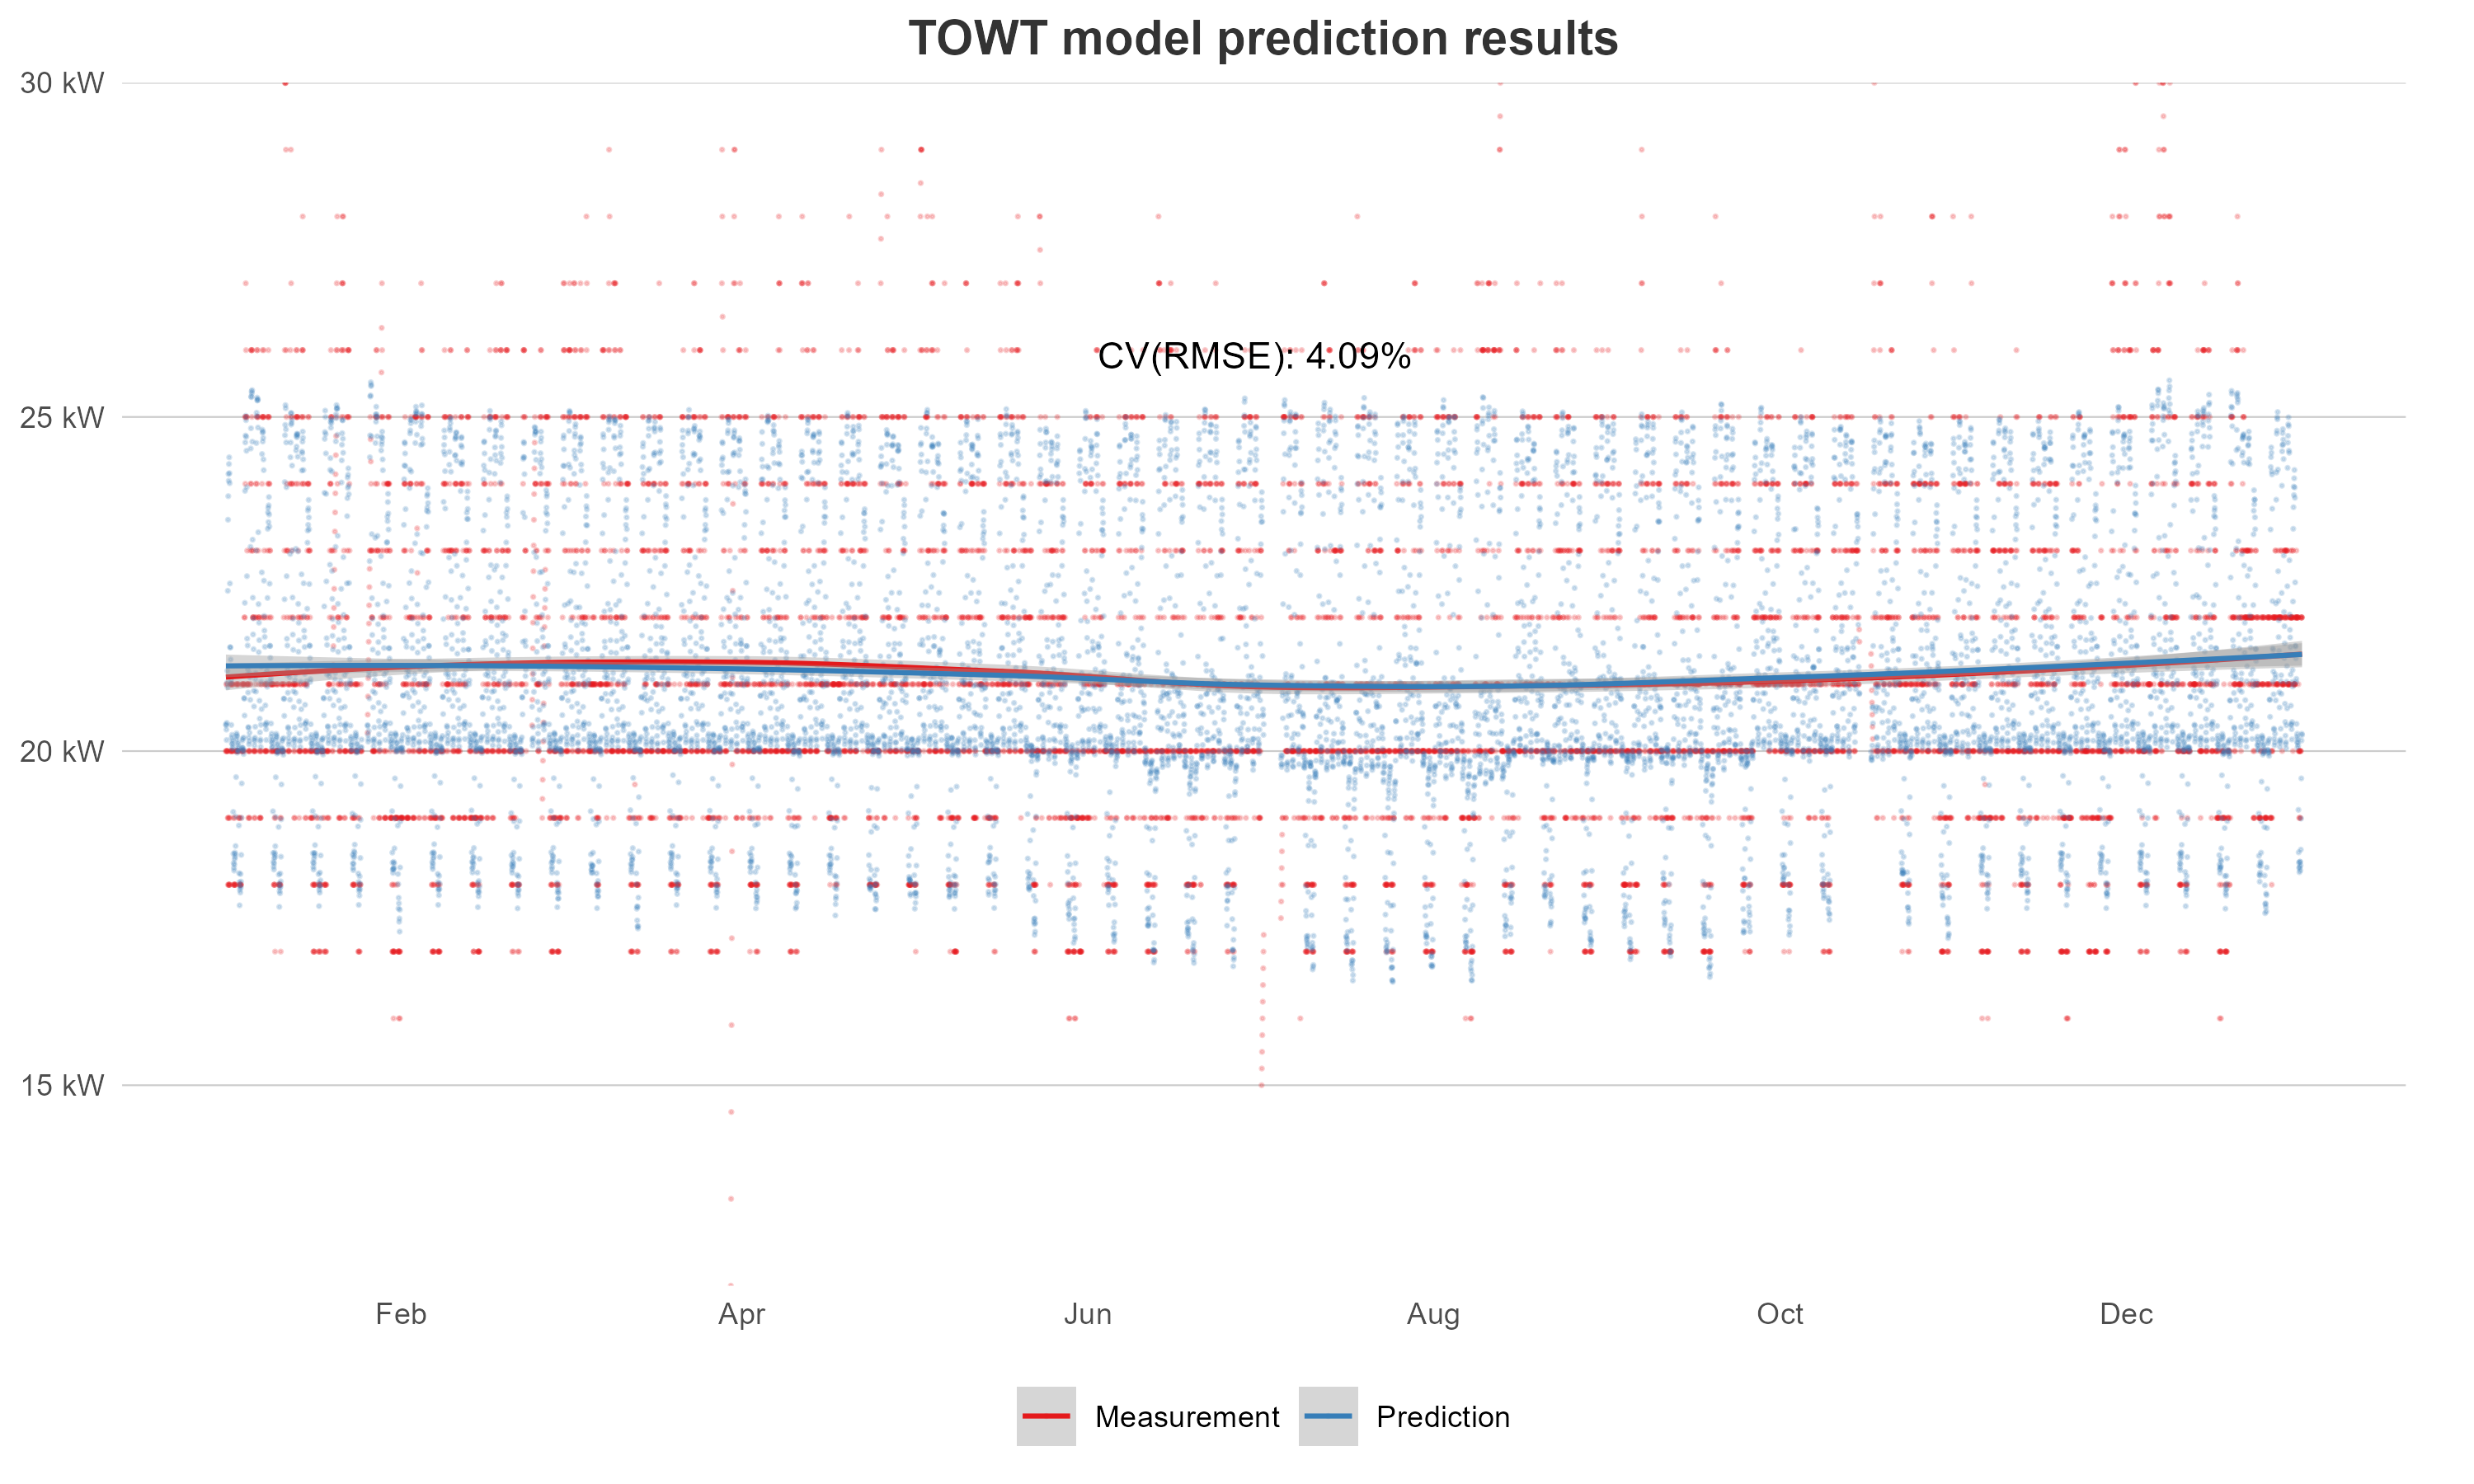 TOWT model prediction results
30 kW
CV(RMSE): 4.09%
25 kW
20 kW
15 kW
Feb Apr Jun Aug Oct Dec
Measurement Prediction